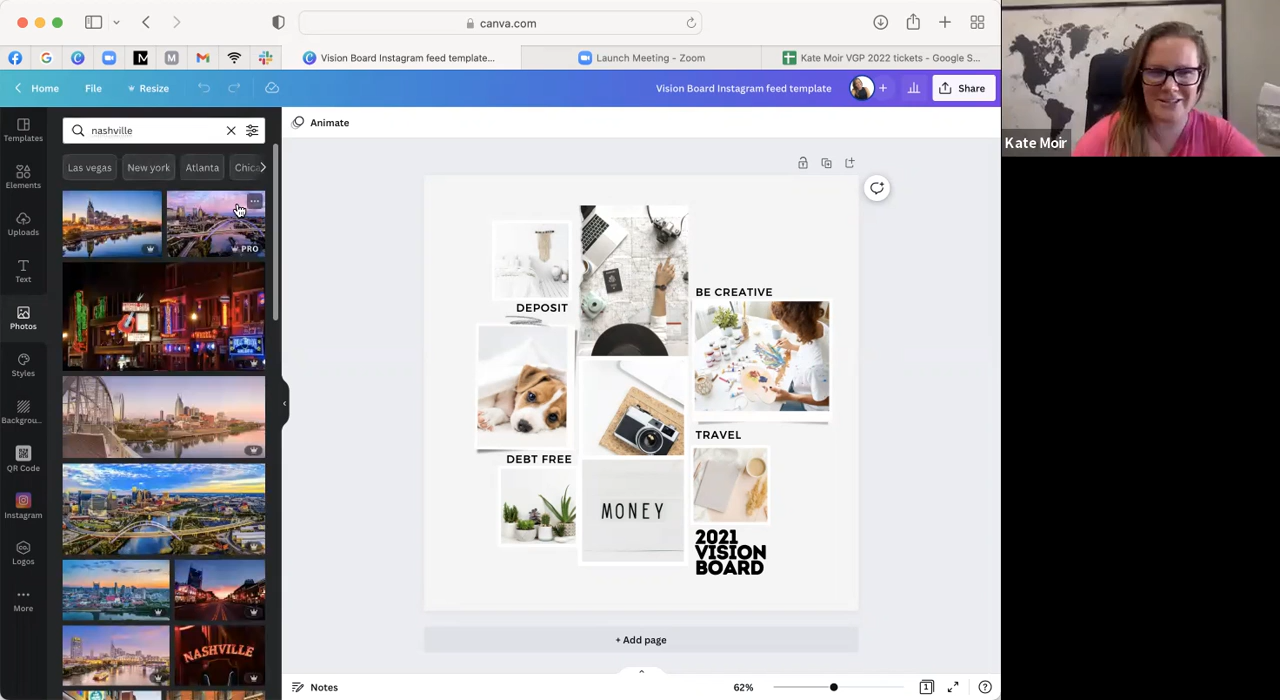 canva.com
Vision Board Instagram feed template...
Launch Meeting - Zoom
Kate Moir VGP 2022 tickets - Google S...
Home
File
Resize
Vision Board Instagram feed template
Share
Templates
Elements
Uploads
Text
Photos
Styles
Backgrou...
QR Code
Instagram
Logos
More
nashville
Las vegas
New york
Atlanta
Chica
PRO
NASHVILLE
Animate
DEPOSIT
BE CREATIVE
TRAVEL
DEBT FREE
MONEY
2021
VISION
BOARD
+ Add page
Notes
62%
1
Kate Moir